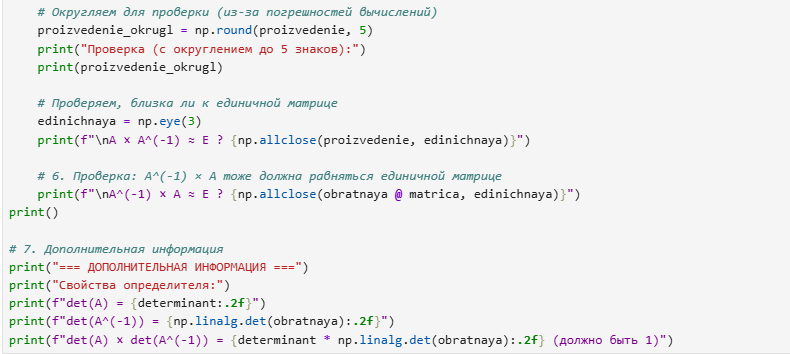 # Округляем для проверки (из-за погрешностей вычислений)
proizvedenie_okrugl = np.round(proizvedenie, 5)
print("Проверка (с округлением до 5 знаков):")
print(proizvedenie_okrugl)
# Проверяем, близка ли к единичной матрице
edinichnaya = np.eye(3)
print(f"\nA × A^(-1) ≈ E ? {np.allclose(proizvedenie, edinichnaya)}")
# 6. Проверка: A^(-1) × A тоже должна равняться единичной матрице
print(f"\nA^(-1) × A ≈ E ? {np.allclose(obratnaya @ matrica, edinichnaya)}")
print()
# 7. Дополнительная информация
print("=== ДОПОЛНИТЕЛЬНАЯ ИНФОРМАЦИЯ ===")
print("Свойства определителя:")
print(f"det(A) = {determinant:.2f}")
print(f"det(A^(-1)) = {np.linalg.det(obratnaya):.2f}")
print(f"det(A) × det(A^(-1)) = {determinant * np.linalg.det(obratnaya):.2f} (должно быть 1)")